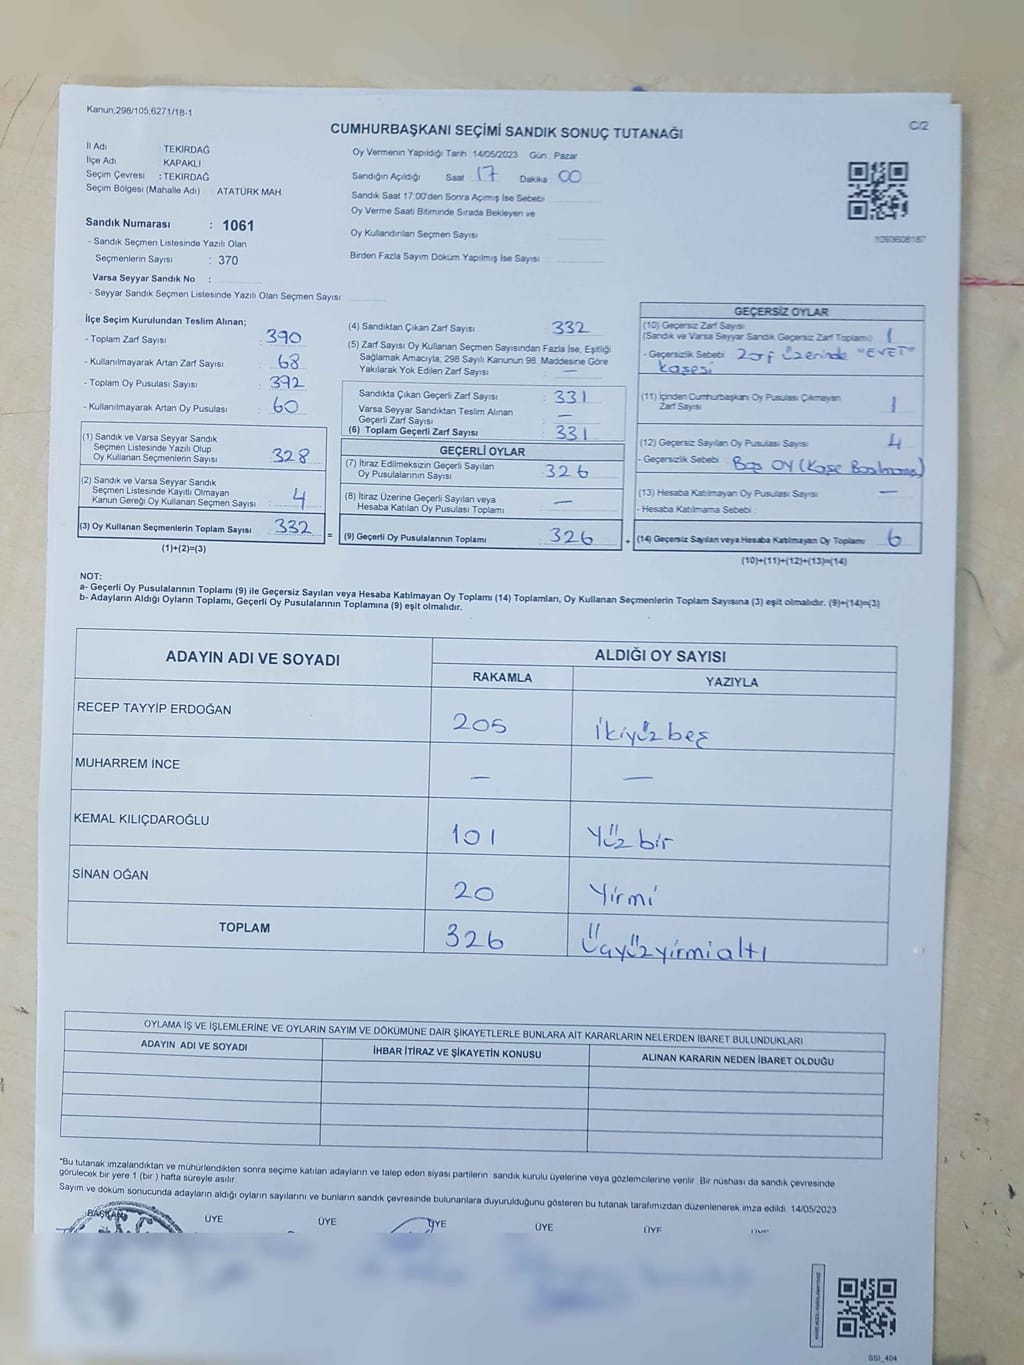 Kanun:298/105,6271/18-1
C/2
CUMHURBAŞKANI SEÇİMİ SANDIK SONUÇ TUTANAĞI
İl Adı : TEKİRDAĞ
İlçe Adı : KAPAKLI
Seçim Çevresi : TEKİRDAĞ
Seçim Bölgesi (Mahalle Adı) : ATATÜRK MAH.
Sandık Numarası : 1061
- Sandık Seçmen Listesinde Yazılı Olan
Seçmenlerin Sayısı : 370
Varsa Seyyar Sandık No :
- Seyyar Sandık Seçmen Listesinde Yazılı Olan Seçmen Sayısı:
Oy Vermenin Yapıldığı Tarih : 14/05/2023 Gün : Pazar
Sandığın Açıldığı Saat : 17 Dakika : 00
Sandık Saat 17:00'den Sonra Açılmış İse Sebebi :
Oy Verme Saati Bitiminde Sırada Bekleyen ve
Oy Kullandırılan Seçmen Sayısı :
Birden Fazla Sayım Döküm Yapılmış İse Sayısı :
İlçe Seçim Kurulundan Teslim Alınan;
- Toplam Zarf Sayısı : 390
- Kullanılmayarak Artan Zarf Sayısı : 68
- Toplam Oy Pusulası Sayısı : 392
- Kullanılmayarak Artan Oy Pusulası : 60
(1) Sandık ve Varsa Seyyar Sandık
Seçmen Listesinde Yazılı Olup
Oy Kullanan Seçmenlerin Sayısı : 328
(2) Sandık ve Varsa Seyyar Sandık
Seçmen Listesinde Kayıtlı Olmayan
Kanun Gereği Oy Kullanan Seçmen Sayısı : 4
(3) Oy Kullanan Seçmenlerin Toplam Sayısı : 332
(1)+(2)=(3)
(4) Sandıktan Çıkan Zarf Sayısı : 332
(5) Zarf Sayısı Oy Kullanan Seçmen Sayısından Fazla İse, Eşitliği
Sağlamak Amacıyla; 298 Sayılı Kanunun 98. Maddesine Göre
Yakılarak Yok Edilen Zarf Sayısı : —
Sandıkta Çıkan Geçerli Zarf Sayısı : 331
Varsa Seyyar Sandıktan Teslim Alınan
Geçerli Zarf Sayısı : —
(6) Toplam Geçerli Zarf Sayısı : 331
GEÇERLİ OYLAR
(7) İtiraz Edilmeksizin Geçerli Sayılan
Oy Pusulalarının Sayısı : 326
(8) İtiraz Üzerine Geçerli Sayılan veya
Hesaba Katılan Oy Pusulası Toplamı : —
= (9) Geçerli Oy Pusulalarının Toplamı : 326 +
GEÇERSİZ OYLAR
(10) Geçersiz Zarf Sayısı
(Sandık ve Varsa Seyyar Sandık Geçersiz Zarf Toplamı) : 1
- Geçersizlik Sebebi : Zarf üzerinde "EVET"
kaşesi
(11) İçinden Cumhurbaşkanı Oy Pusulası Çıkmayan
Zarf Sayısı : 1
(12) Geçersiz Sayılan Oy Pusulası Sayısı : 4
- Geçersizlik Sebebi : Boş OY (Kaşe Basılmama)
(13) Hesaba Katılmayan Oy Pusulası Sayısı : —
- Hesaba Katılmama Sebebi :
(14) Geçersiz Sayılan veya Hesaba Katılmayan Oy Toplamı : 6
(10)+(11)+(12)+(13)=(14)
NOT:
a- Geçerli Oy Pusulalarının Toplamı (9) ile Geçersiz Sayılan veya Hesaba Katılmayan Oy Toplamı (14) Toplamları, Oy Kullanan Seçmenlerin Toplam Sayısına (3) eşit olmalıdır. (9)+(14)=(3)
b- Adayların Aldığı Oyların Toplamı, Geçerli Oy Pusulalarının Toplamına (9) eşit olmalıdır.
ADAYIN ADI VE SOYADI ALDIĞI OY SAYISI
RAKAMLA YAZIYLA
RECEP TAYYİP ERDOĞAN 205 ikiyüzbeş
MUHARREM İNCE — —
KEMAL KILIÇDAROĞLU 101 Yüz bir
SİNAN OĞAN 20 Yirmi
TOPLAM 326 Üçyüzyirmialtı
OYLAMA İŞ VE İŞLEMLERİNE VE OYLARIN SAYIM VE DÖKÜMÜNE DAİR ŞİKAYETLERLE BUNLARA AİT KARARLARIN NELERDEN İBARET BULUNDUKLARI
ADAYIN ADI VE SOYADI İHBAR İTİRAZ VE ŞİKAYETİN KONUSU ALINAN KARARIN NEDEN İBARET OLDUĞU
*Bu tutanak imzalandıktan ve mühürlendikten sonra seçime katılan adayların ve talep eden siyasi partilerin sandık kurulu üyelerine veya gözlemcilerine verilir. Bir nüshası da sandık çevresinde
görülecek bir yere 1 (bir ) hafta süreyle asılır.
Sayım ve döküm sonucunda adayların aldığı oyların sayılarını ve bunların sandık çevresinde bulunanlara duyurulduğunu gösteren bu tutanak tarafımızdan düzenlenerek imza edildi. 14/05/2023
BAŞKAN ÜYE ÜYE ÜYE ÜYE ÜYE ÜYE
SSI_404